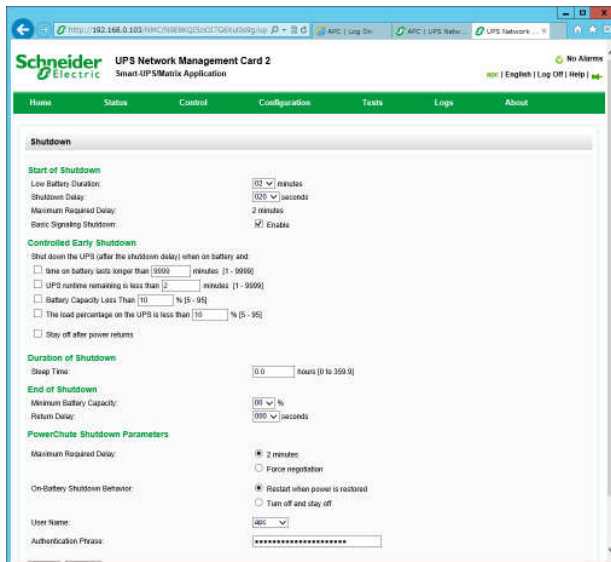 http://192.168.0.103/NMC/
APC | Log On
APC | UPS Netw...
UPS Network ...
Schneider Electric
UPS Network Management Card 2
Smart-UPS/Matrix Application
No Alarms
apc | English | Log Off | Help |
Home Status Control Configuration Tests Logs About
Shutdown
Start of Shutdown
Low Battery Duration: 02 minutes
Shutdown Delay: 020 seconds
Maximum Required Delay: 2 minutes
Basic Signaling Shutdown: Enable
Controlled Early Shutdown
Shut down the UPS (after the shutdown delay) when on battery and:
time on battery lasts longer than 9999 minutes [1 - 9999]
UPS runtime remaining is less than 2 minutes [1 - 9999]
Battery Capacity Less Than 10 % [5 - 95]
The load percentage on the UPS is less than 10 % [5 - 95]
Stay off after power returns
Duration of Shutdown
Sleep Time: 0.0 hours [0 to 359.9]
End of Shutdown
Minimum Battery Capacity: 00 %
Return Delay: 000 seconds
PowerChute Shutdown Parameters
Maximum Required Delay: 2 minutes
Force negotiation
On-Battery Shutdown Behavior: Restart when power is restored
Turn off and stay off
User Name: apc
Authentication Phrase: